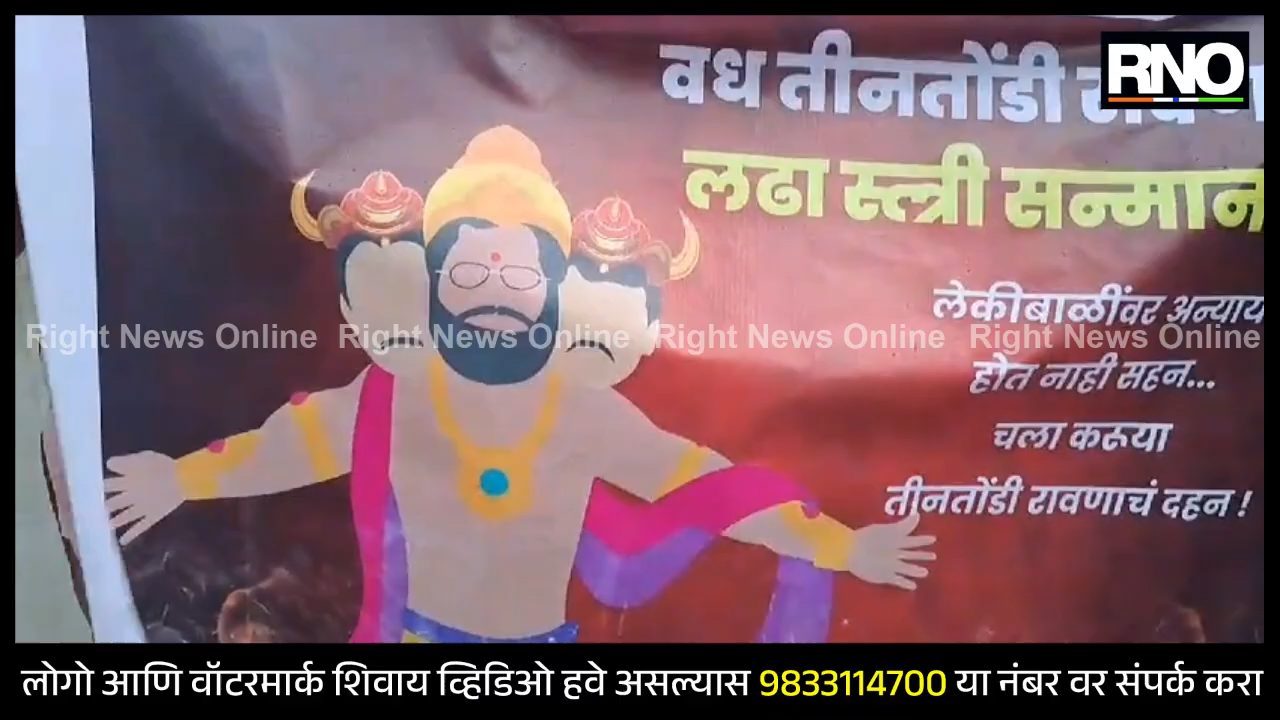 वध तीनतोंडी
RNO
लढा स्त्री सन्मान
लेकीबाळींवर अन्याय
Right News Online Right News Online Right News Online Right News Online
होत नाही सहन...
चला करूया
तीनतोंडी रावणाचं दहन !
लोगो आणि वॉटरमार्क शिवाय व्हिडिओ हवे असल्यास 9833114700 या नंबर वर संपर्क करा